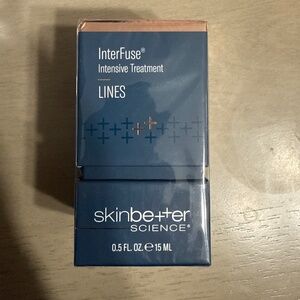 InterFuse®
Intensive Treatment
LINES
skinbetter
SCIENCE®
0.5 FL. OZ. ℮ 15 ML